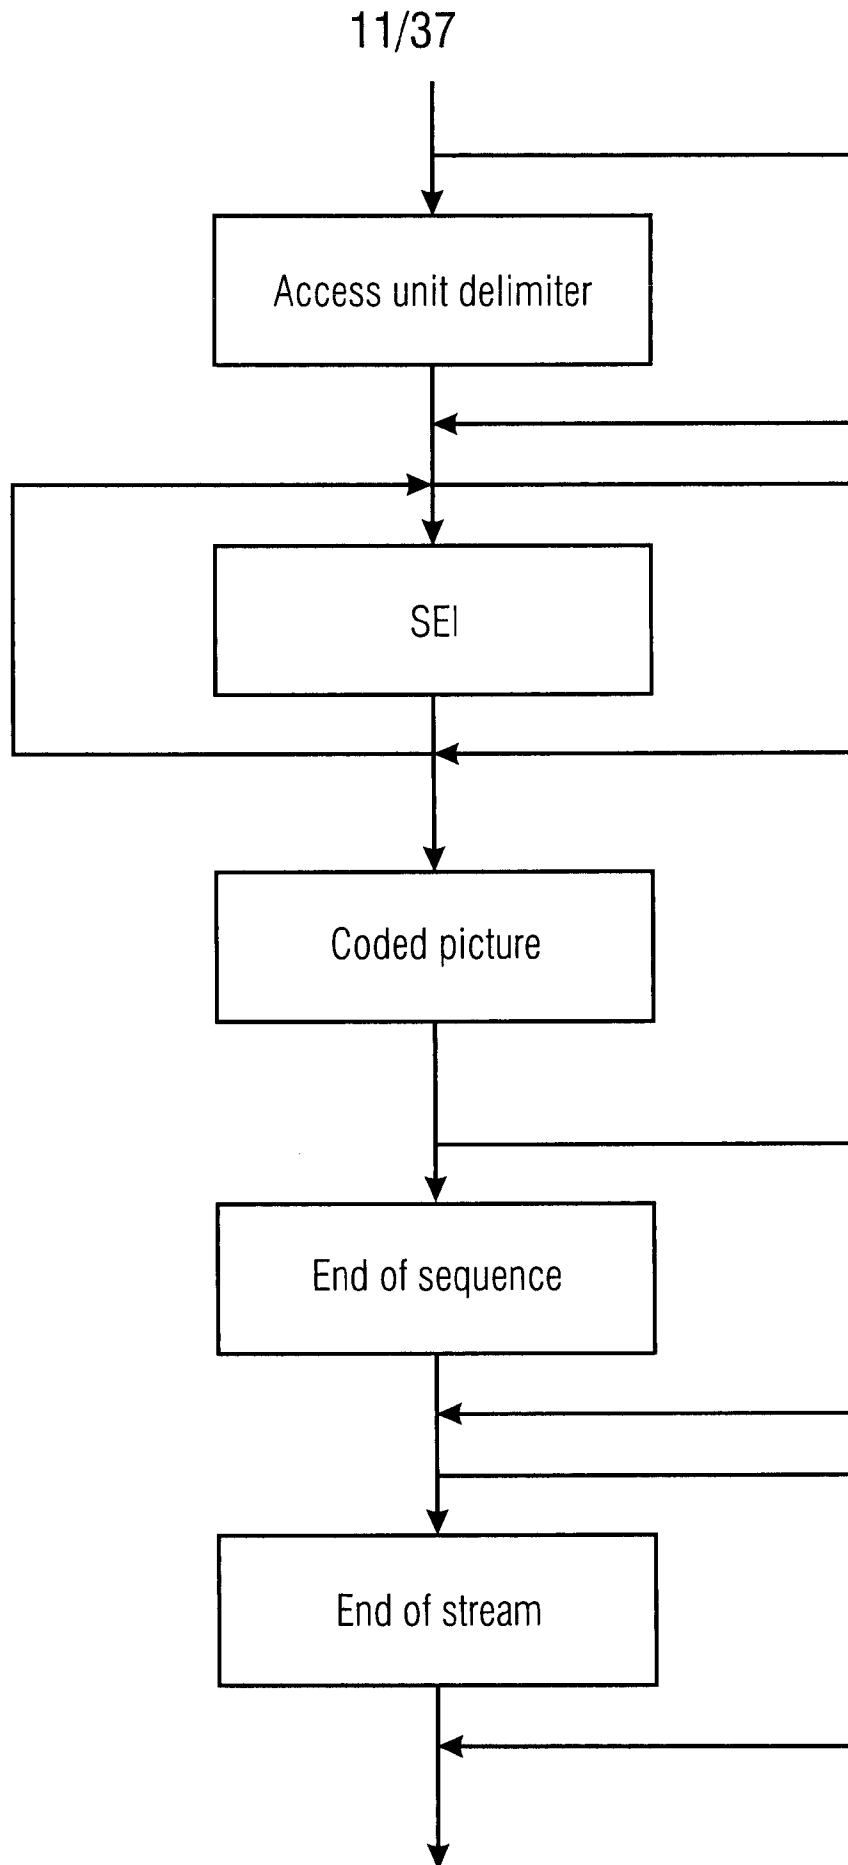 11/37
Access unit delimiter
SEI
Coded picture
End of sequence
End of stream